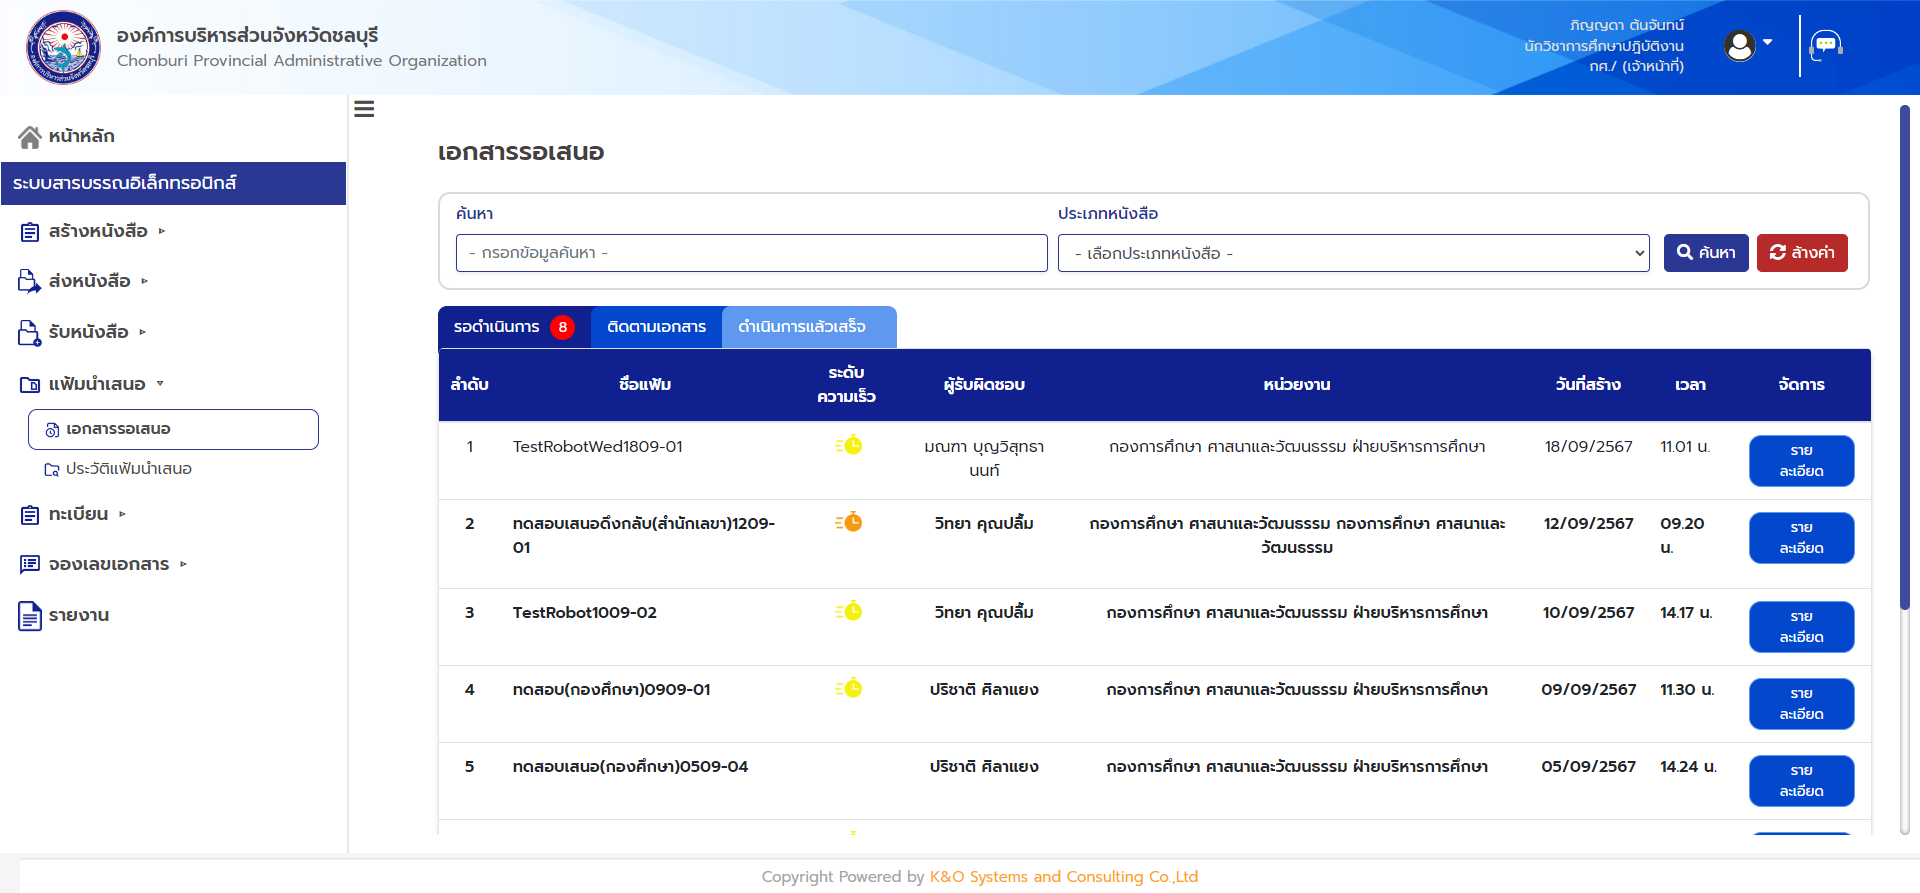 องค์การบริหารส่วนจังหวัดชลบุรี
Chonburi Provincial Administrative Organization
ภิญญดา ต้นจันทน์
นักวิชาการศึกษาปฏิบัติงาน
กศ./ (เจ้าหน้าที่)
หน้าหลัก
ระบบสารบรรณอิเล็กทรอนิกส์
สร้างหนังสือ
ส่งหนังสือ
รับหนังสือ
แฟ้มนำเสนอ
เอกสารรอเสนอ
ประวัติแฟ้มนำเสนอ
ทะเบียน
จองเลขเอกสาร
รายงาน
เอกสารรอเสนอ
ค้นหา ประเภทหนังสือ
- กรอกข้อมูลค้นหา - - เลือกประเภทหนังสือ - ค้นหา ล้างค่า
รอดำเนินการ 8 ติดตามเอกสาร ดำเนินการแล้วเสร็จ
ลำดับ ชื่อแฟ้ม ระดับ ความเร็ว ผู้รับผิดชอบ หน่วยงาน วันที่สร้าง เวลา จัดการ
1 TestRobotWed1809-01 มณฑา บุญวิสุทธา กองการศึกษา ศาสนาและวัฒนธรรม ฝ่ายบริหารการศึกษา 18/09/2567 11.01 น. ราย
นนท์ ละเอียด
2 ทดสอบเสนอดึงกลับ(สำนักเลขา)1209- วิทยา คุณปลื้ม กองการศึกษา ศาสนาและวัฒนธรรม กองการศึกษา ศาสนาและ 12/09/2567 09.20 ราย
01 วัฒนธรรม น. ละเอียด
3 TestRobot1009-02 วิทยา คุณปลื้ม กองการศึกษา ศาสนาและวัฒนธรรม ฝ่ายบริหารการศึกษา 10/09/2567 14.17 น. ราย
ละเอียด
4 ทดสอบ(กองศึกษา)0909-01 ปริชาติ ศิลาแยง กองการศึกษา ศาสนาและวัฒนธรรม ฝ่ายบริหารการศึกษา 09/09/2567 11.30 น. ราย
ละเอียด
5 ทดสอบเสนอ(กองศึกษา)0509-04 ปริชาติ ศิลาแยง กองการศึกษา ศาสนาและวัฒนธรรม ฝ่ายบริหารการศึกษา 05/09/2567 14.24 น. ราย
ละเอียด
Copyright Powered by K&O Systems and Consulting Co.,Ltd